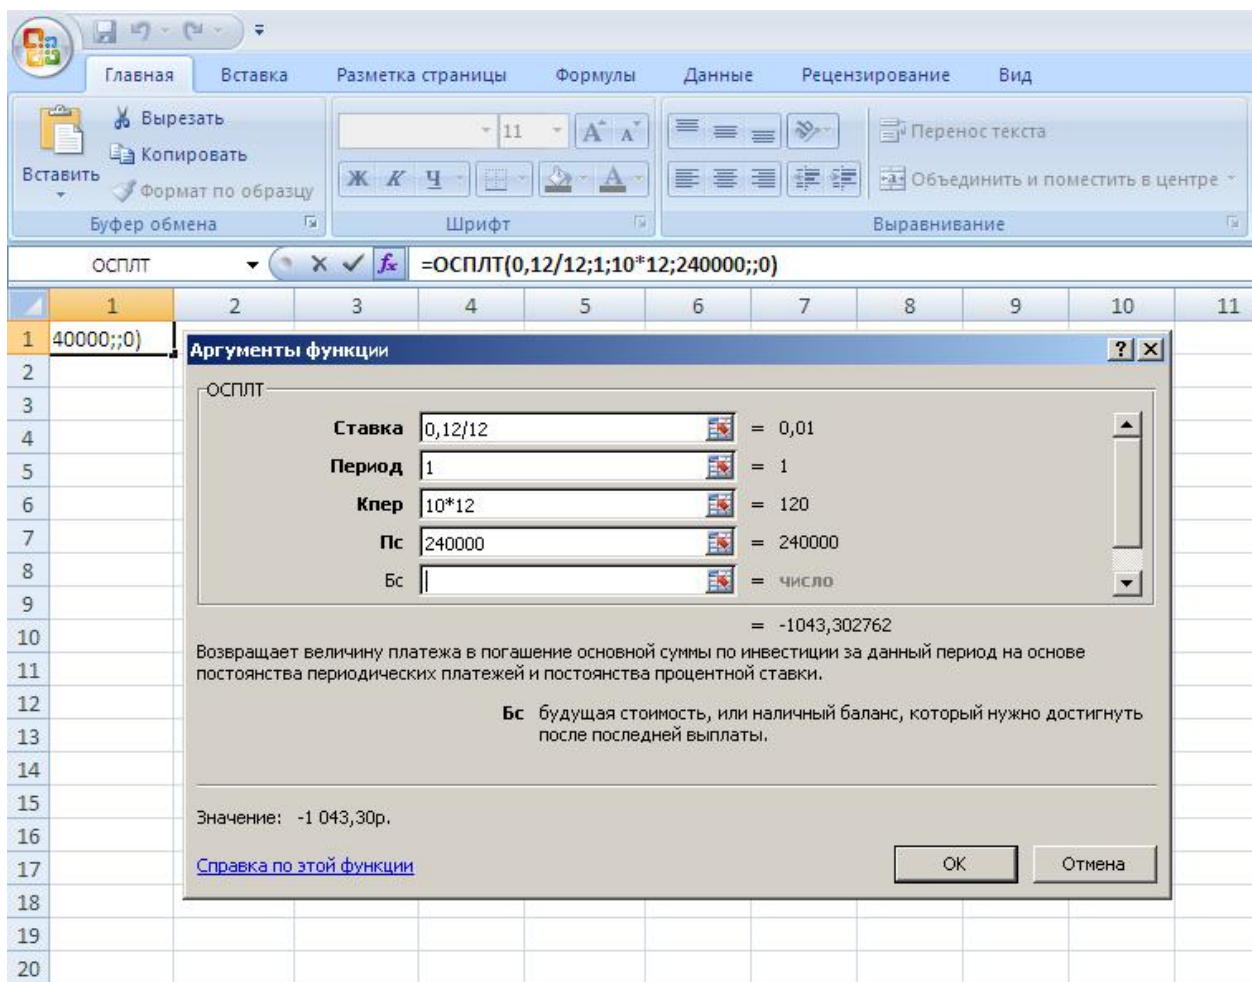 Главная Вставка Разметка страницы Формулы Данные Рецензирование Вид
Вставить
Вырезать
Копировать
Формат по образцу
Буфер обмена
11
A A
Ж К Ч A
Шрифт
Перенос текста
Объединить и поместить в центре
Выравнивание
ОСПЛТ fx =ОСПЛТ(0,12/12;1;10*12;240000;;0)
1 2 3 4 5 6 7 8 9 10 11
1 40000;;0)
2
3
4
5
6
7
8
9
10
11
12
13
14
15
16
17
18
19
20
Аргументы функции ? X
ОСПЛТ
Ставка 0,12/12 = 0,01
Период 1 = 1
Кпер 10*12 = 120
Пс 240000 = 240000
Бс = число
= -1043,302762
Возвращает величину платежа в погашение основной суммы по инвестиции за данный период на основе
постоянства периодических платежей и постоянства процентной ставки.
Бс будущая стоимость, или наличный баланс, который нужно достигнуть
после последней выплаты.
Значение: -1 043,30р.
Справка по этой функции
ОК Отмена